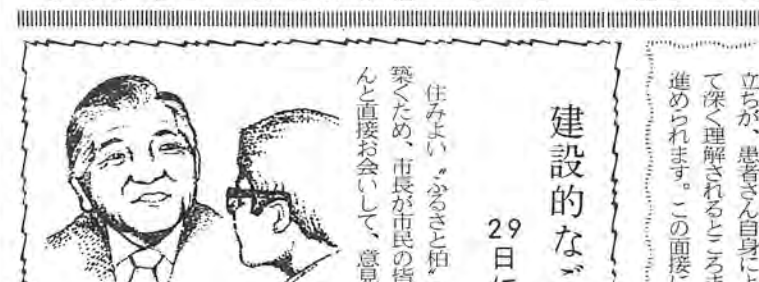 立ちが、患者さん自身によ
て深く理解されるところま
進められます。この面接に
建設的なご
29日
住みよい〝ふるさと柏〟
築くため、市長が市民の皆
んと直接お会いして、意見